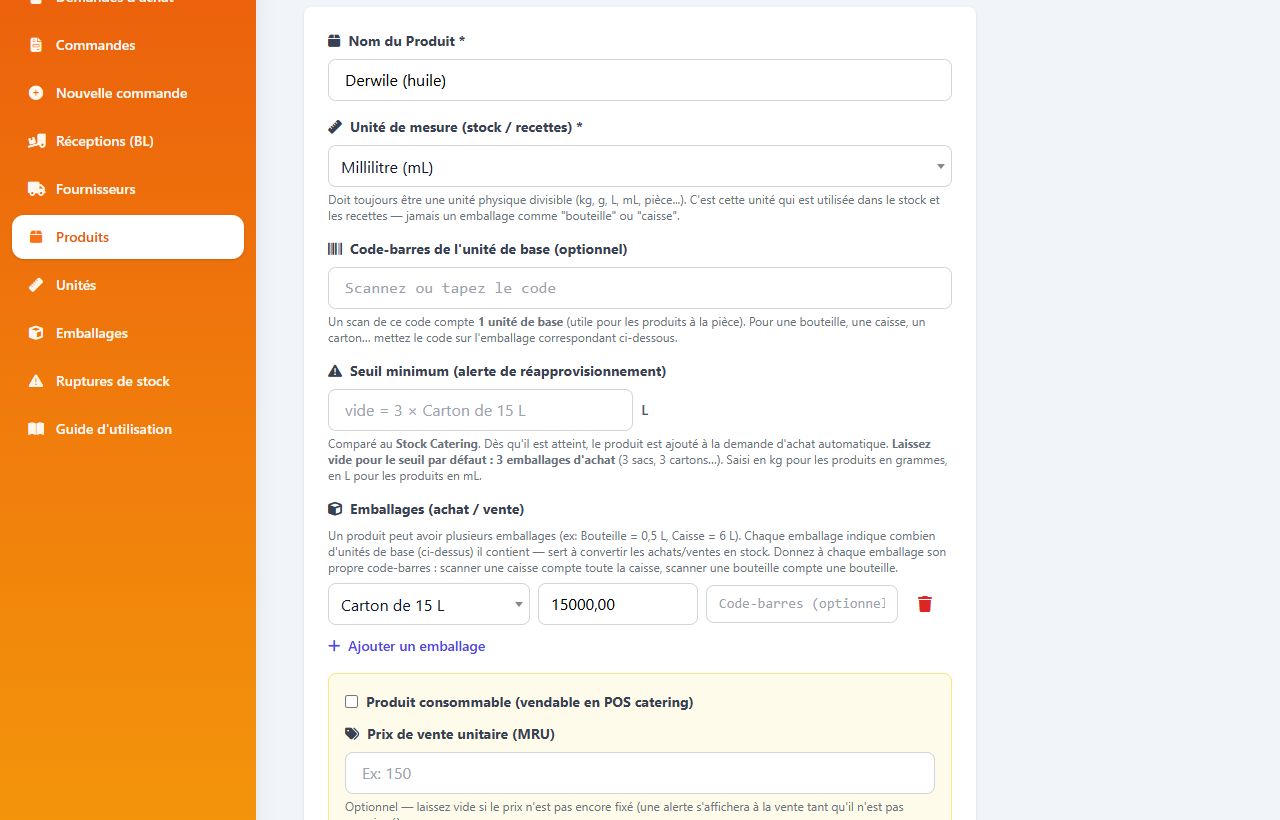 Demandes d'achat
Commandes
Nouvelle commande
Réceptions (BL)
Fournisseurs
Produits
Unités
Emballages
Ruptures de stock
Guide d'utilisation
Nom du Produit *
Derwile (huile)
Unité de mesure (stock / recettes) *
Millilitre (mL)
Doit toujours être une unité physique divisible (kg, g, L, mL, pièce...). C'est cette unité qui est utilisée dans le stock et
les recettes — jamais un emballage comme "bouteille" ou "caisse".
Code-barres de l'unité de base (optionnel)
Scannez ou tapez le code
Un scan de ce code compte 1 unité de base (utile pour les produits à la pièce). Pour une bouteille, une caisse, un
carton... mettez le code sur l'emballage correspondant ci-dessous.
Seuil minimum (alerte de réapprovisionnement)
vide = 3 × Carton de 15 L
L
Comparé au Stock Catering. Dès qu'il est atteint, le produit est ajouté à la demande d'achat automatique. Laissez
vide pour le seuil par défaut : 3 emballages d'achat (3 sacs, 3 cartons...). Saisi en kg pour les produits en grammes,
en L pour les produits en mL.
Emballages (achat / vente)
Un produit peut avoir plusieurs emballages (ex: Bouteille = 0,5 L, Caisse = 6 L). Chaque emballage indique combien
d'unités de base (ci-dessus) il contient — sert à convertir les achats/ventes en stock. Donnez à chaque emballage son
propre code-barres : scanner une caisse compte toute la caisse, scanner une bouteille compte une bouteille.
Carton de 15 L
15000,00
Code-barres (optionnel
Ajouter un emballage
Produit consommable (vendable en POS catering)
Prix de vente unitaire (MRU)
Ex: 150
Optionnel — laissez vide si le prix n'est pas encore fixé (une alerte s'affichera à la vente tant qu'il n'est pas